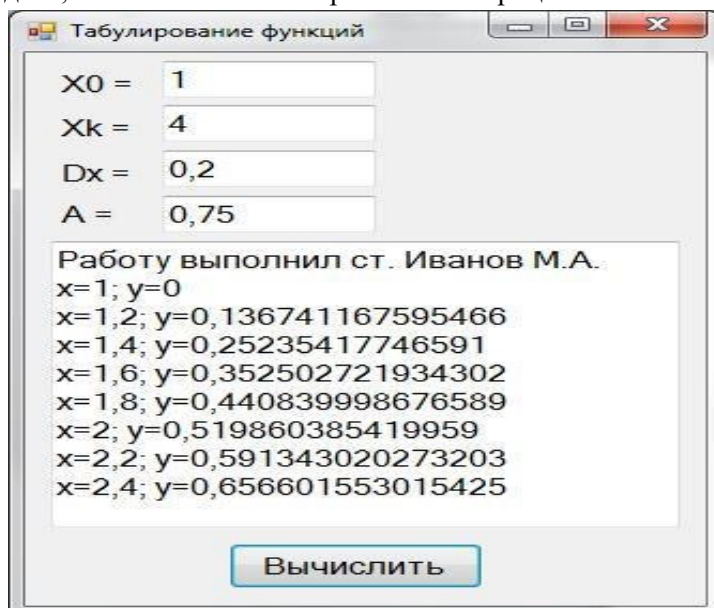 Табулирование функций
X0 = 1
Xk = 4
Dx = 0,2
A = 0,75
Работу выполнил ст. Иванов М.А.
x=1; y=0
x=1,2; y=0,136741167595466
x=1,4; y=0,25235417746591
x=1,6; y=0,352502721934302
x=1,8; y=0,440839998676589
x=2; y=0,519860385419959
x=2,2; y=0,591343020273203
x=2,4; y=0,656601553015425
Вычислить